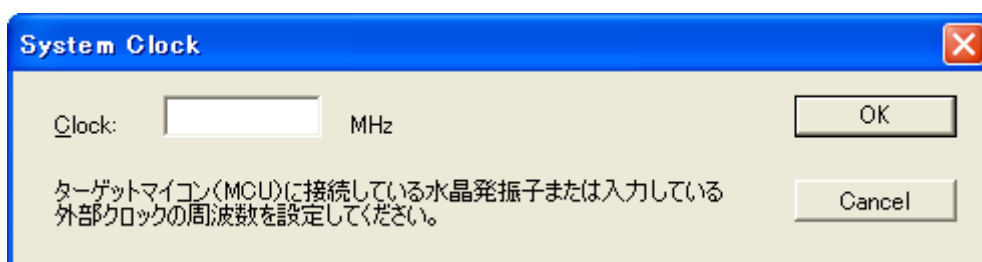 System Clock
Clock: MHz OK
ターゲットマイコン(MCU)に接続している水晶発振子または入力している
外部クロックの周波数を設定してください。
Cancel